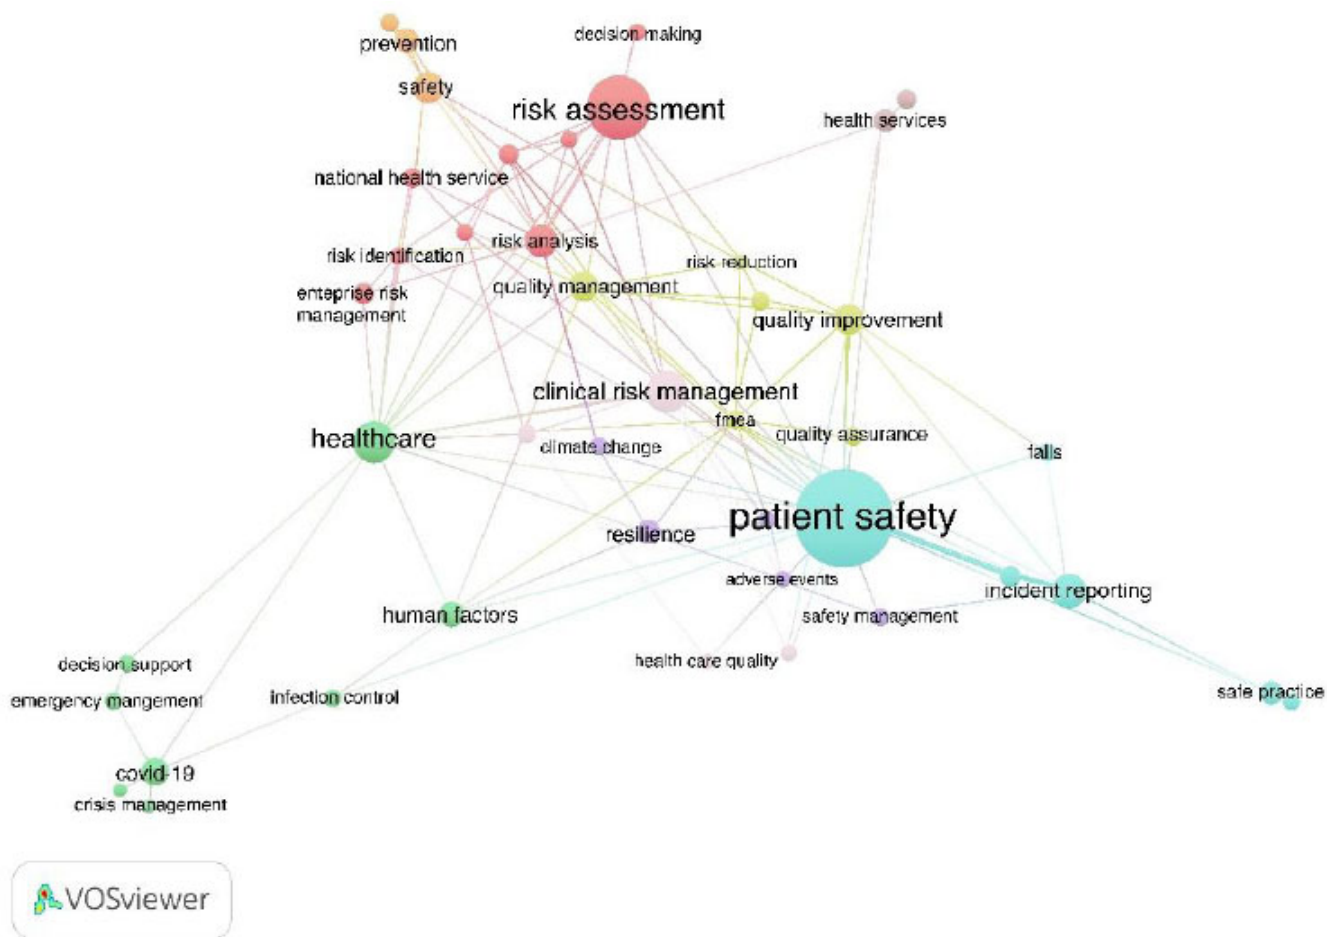 decision making
prevention
safety
risk assessment
health services
national health service
risk analysis
risk identification
risk reduction
quality management
enteprise risk
management
quality improvement
clinical risk management
fmea
quality assurance
healthcare
climate change
falls
patient safety
resilience
adverse events
incident reporting
human factors
safety management
health care quality
decision support
emergency mangement
infection control
safe practice
covid-19
crisis management
VOSviewer